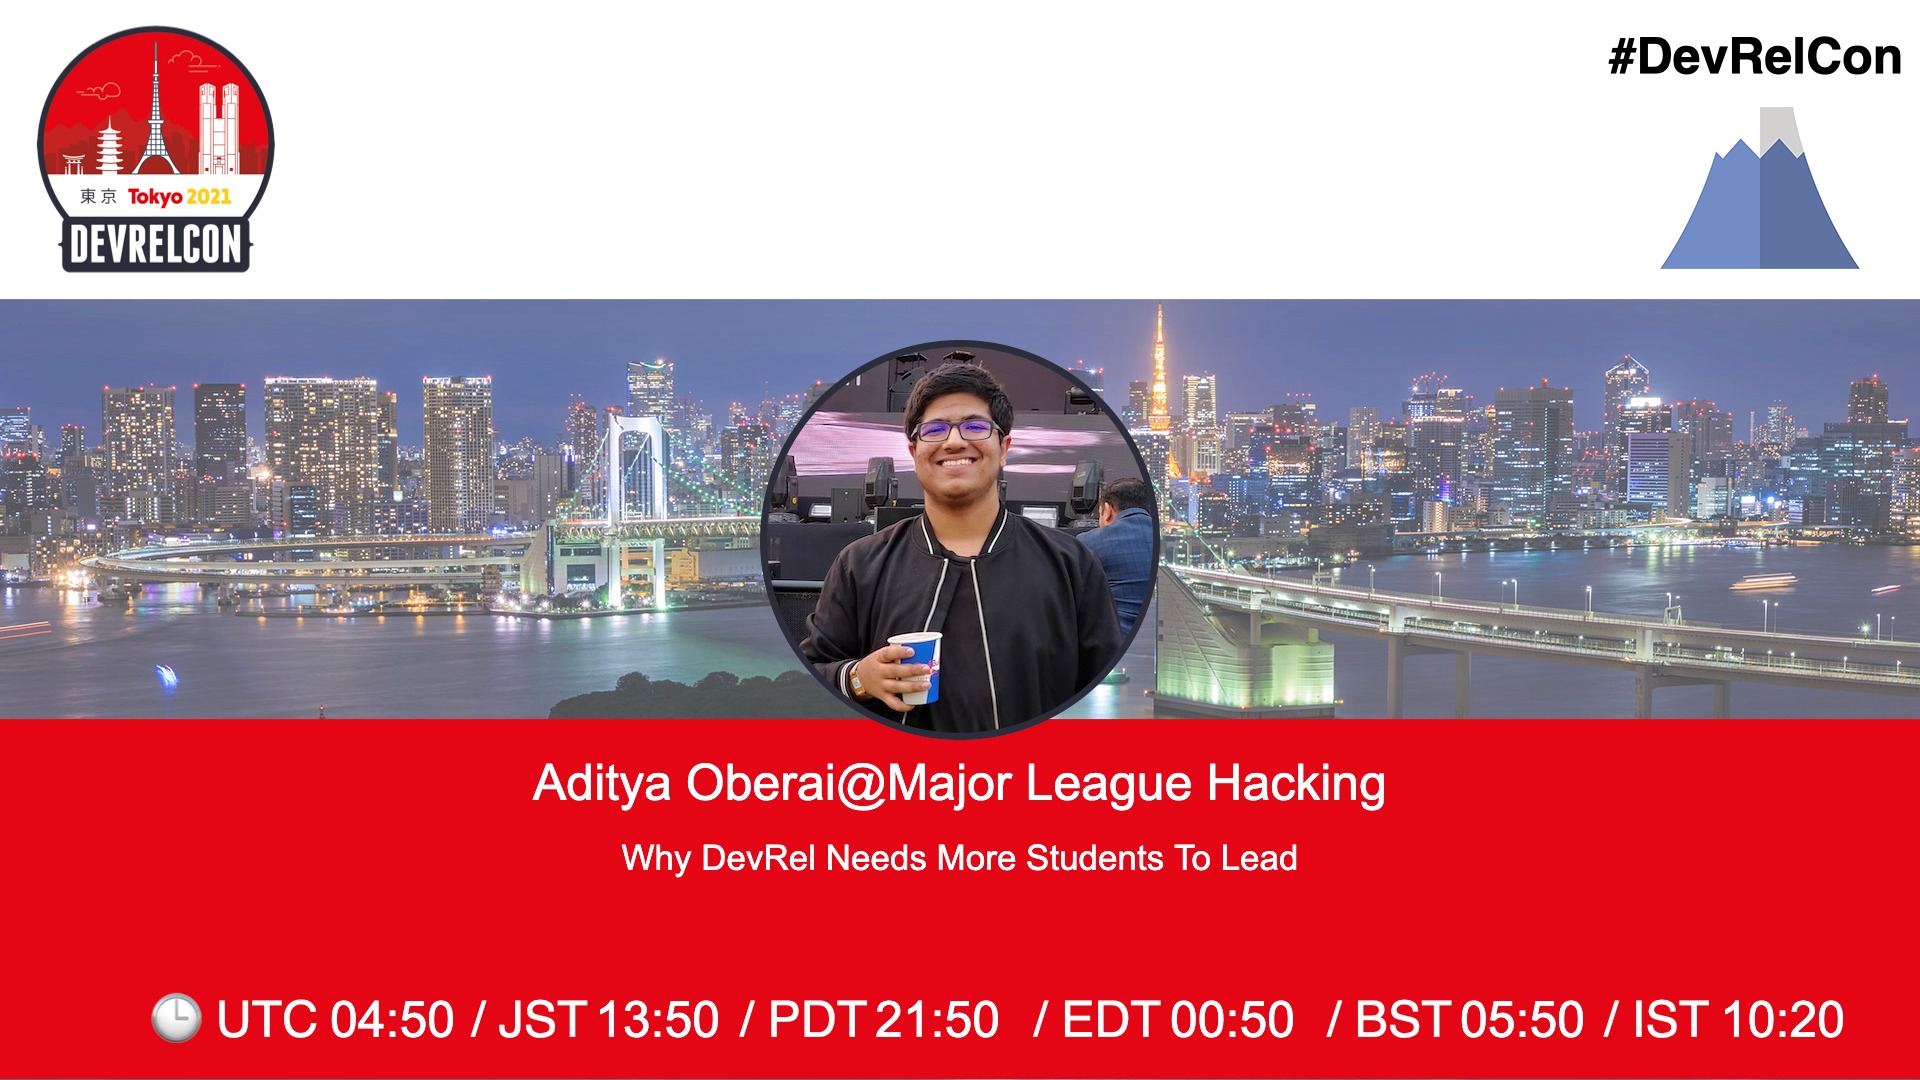 #DevRelCon
東京 Tokyo 2021
DEVRELCON
Aditya Oberai@Major League Hacking
Why DevRel Needs More Students To Lead
UTC 04:50 / JST 13:50 / PDT 21:50 / EDT 00:50 / BST 05:50 / IST 10:20